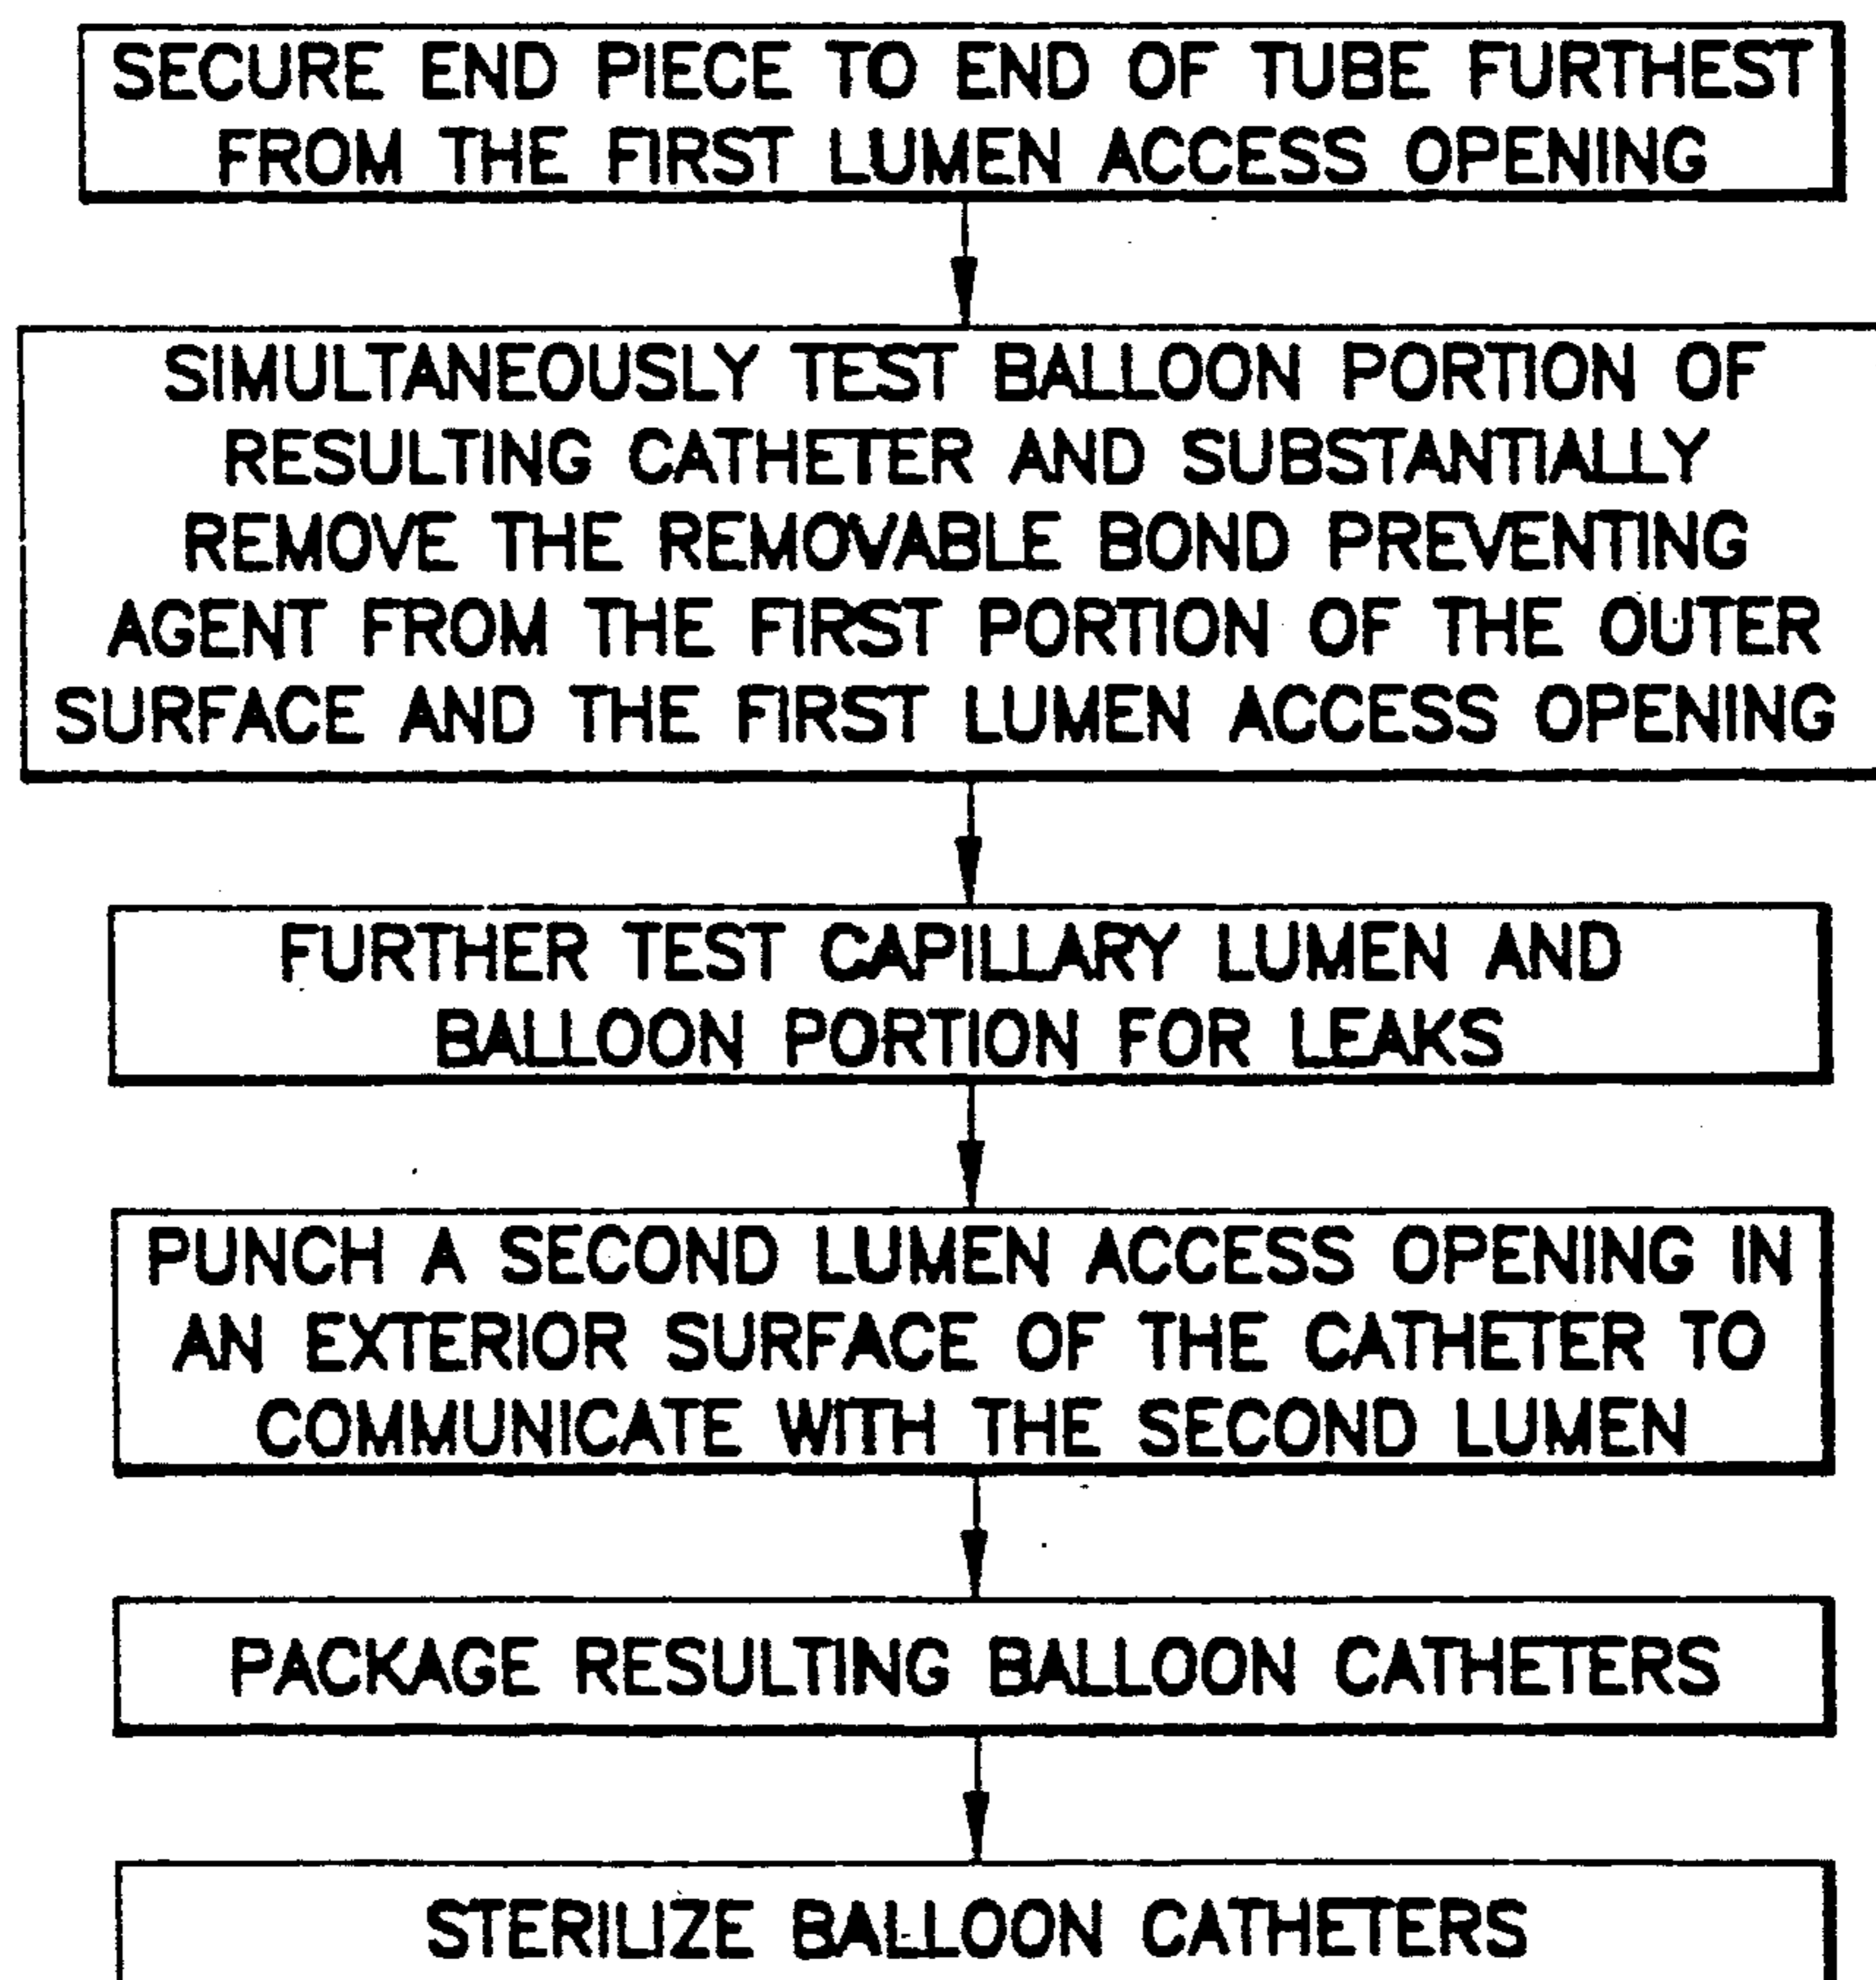 SECURE END PIECE TO END OF TUBE FURTHEST
FROM THE FIRST LUMEN ACCESS OPENING
SIMULTANEOUSLY TEST BALLOON PORTION OF
RESULTING CATHETER AND SUBSTANTIALLY
REMOVE THE REMOVABLE BOND PREVENTING
AGENT FROM THE FIRST PORTION OF THE OUTER
SURFACE AND THE FIRST LUMEN ACCESS OPENING
FURTHER TEST CAPILLARY LUMEN AND
BALLOON PORTION FOR LEAKS
PUNCH A SECOND LUMEN ACCESS OPENING IN
AN EXTERIOR SURFACE OF THE CATHETER TO
COMMUNICATE WITH THE SECOND LUMEN
PACKAGE RESULTING BALLOON CATHETERS
STERILIZE BALLOON CATHETERS